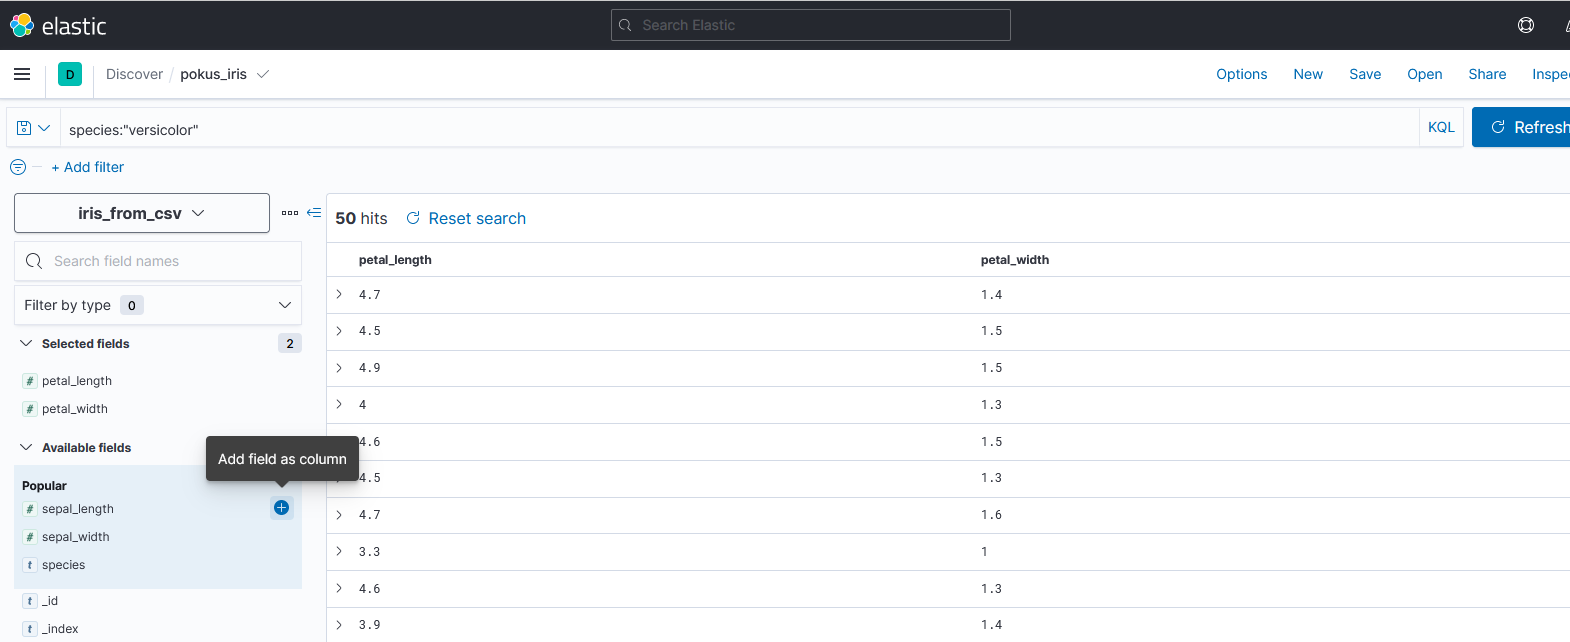 elastic
Search Elastic
D
Discover / pokus_iris
Options New Save Open Share Inspe
species:"versicolor"
KQL
Refresh
+ Add filter
iris_from_csv
Search field names
Filter by type 0
Selected fields 2
# petal_length
# petal_width
Available fields
Add field as column
Popular
# sepal_length
# sepal_width
t species
t _id
t _index
50 hits Reset search
petal_length petal_width
4.7 1.4
4.5 1.5
4.9 1.5
4 1.3
4.6 1.5
4.5 1.3
4.7 1.6
3.3 1
4.6 1.3
3.9 1.4